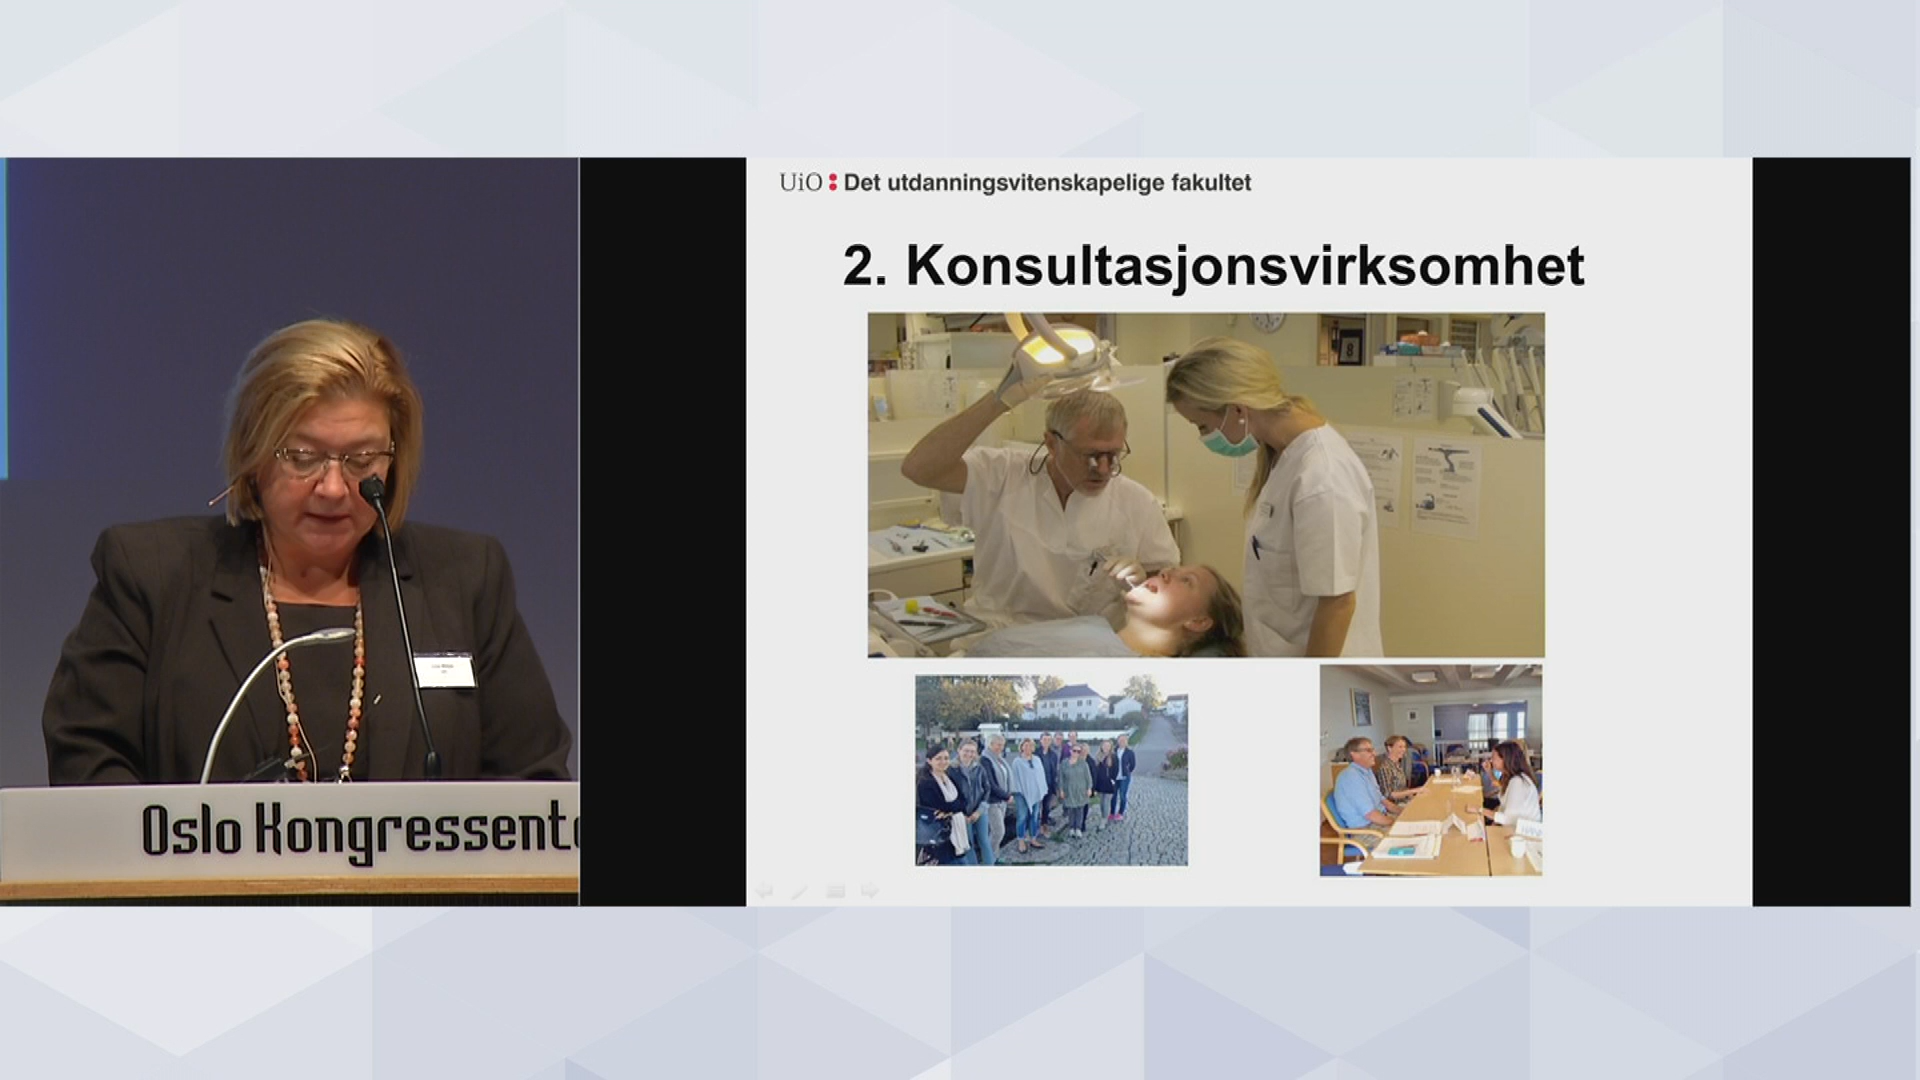 UiO : Det utdanningsvitenskapelige fakultet
2. Konsultasjonsvirksomhet
Oslo Kongressent